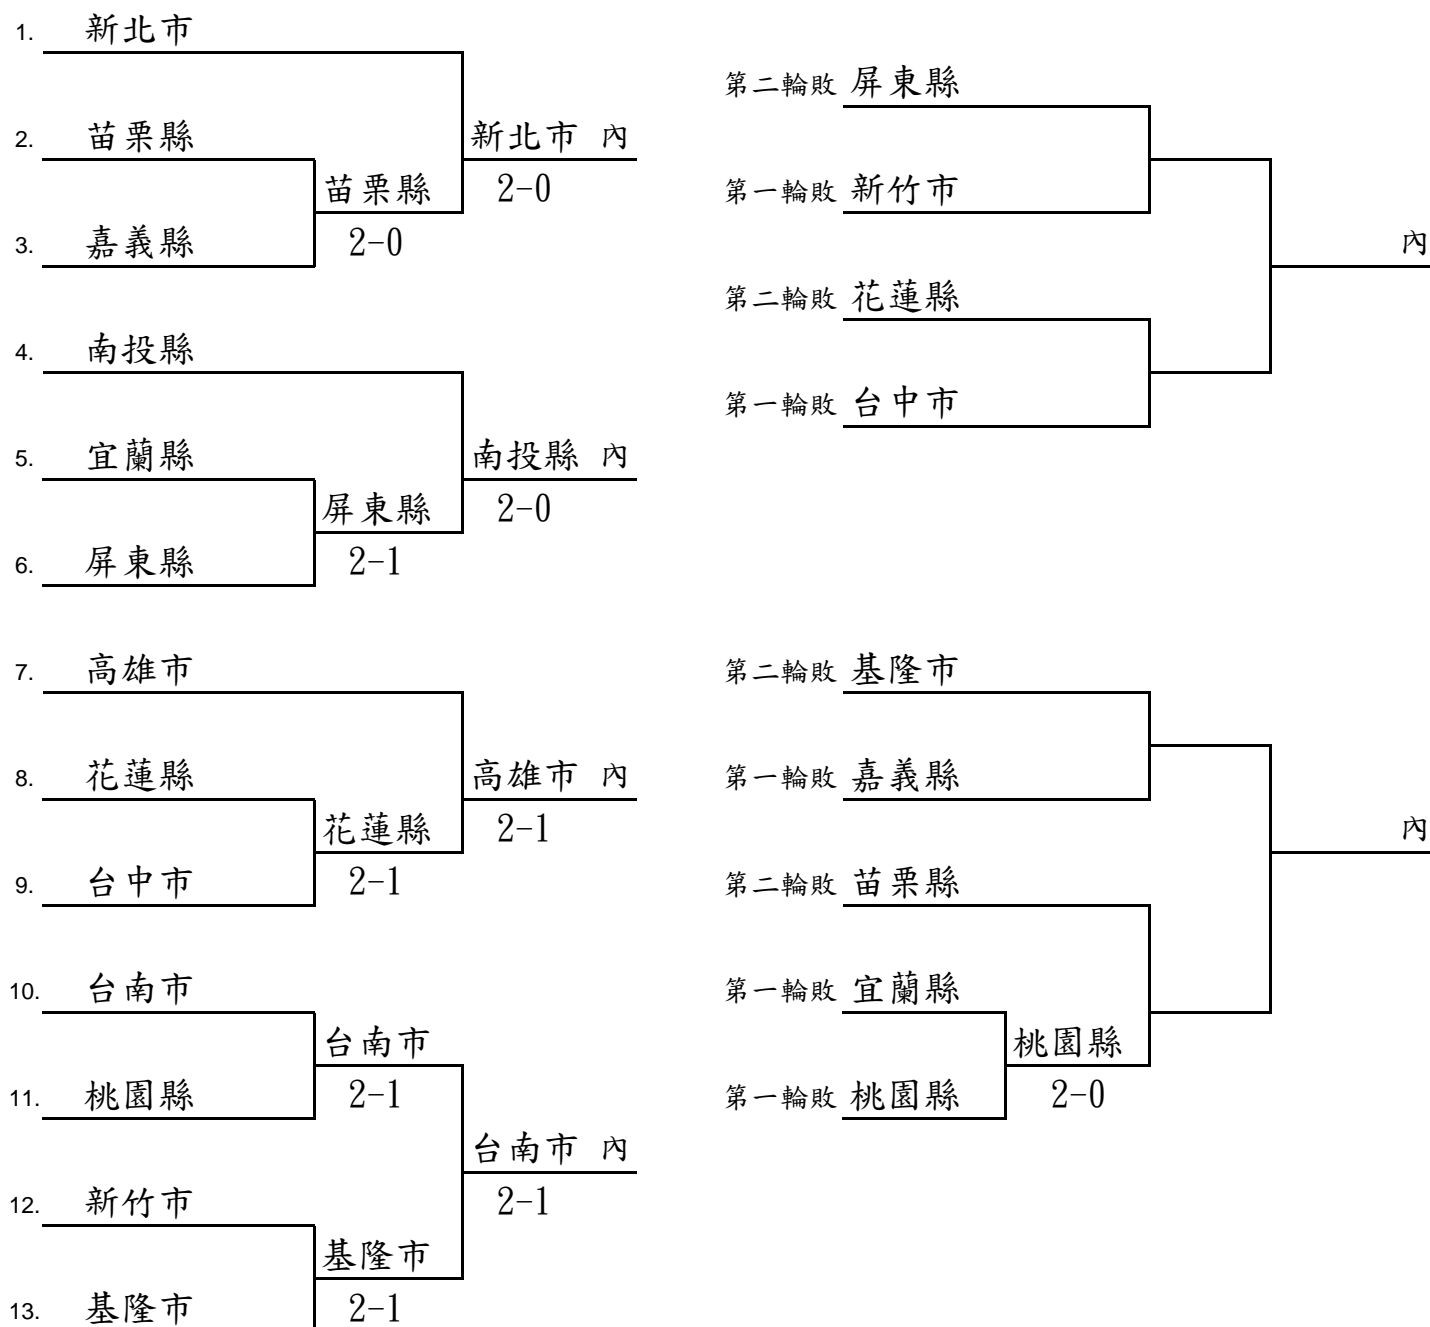 1. 新北市
2. 苗栗縣
新北市 內
苗栗縣
2-0
3. 嘉義縣
2-0
4. 南投縣
5. 宜蘭縣
南投縣 內
屏東縣
2-0
6. 屏東縣
2-1
7. 高雄市
8. 花蓮縣
高雄市 內
花蓮縣
2-1
9. 台中市
2-1
10. 台南市
台南市
11. 桃園縣
2-1
台南市 內
12. 新竹市
2-1
基隆市
13. 基隆市
2-1
第二輪敗 屏東縣
第一輪敗 新竹市
內
第二輪敗 花蓮縣
第一輪敗 台中市
第二輪敗 基隆市
第一輪敗 嘉義縣
內
第二輪敗 苗栗縣
第一輪敗 宜蘭縣
桃園縣
第一輪敗 桃園縣
2-0